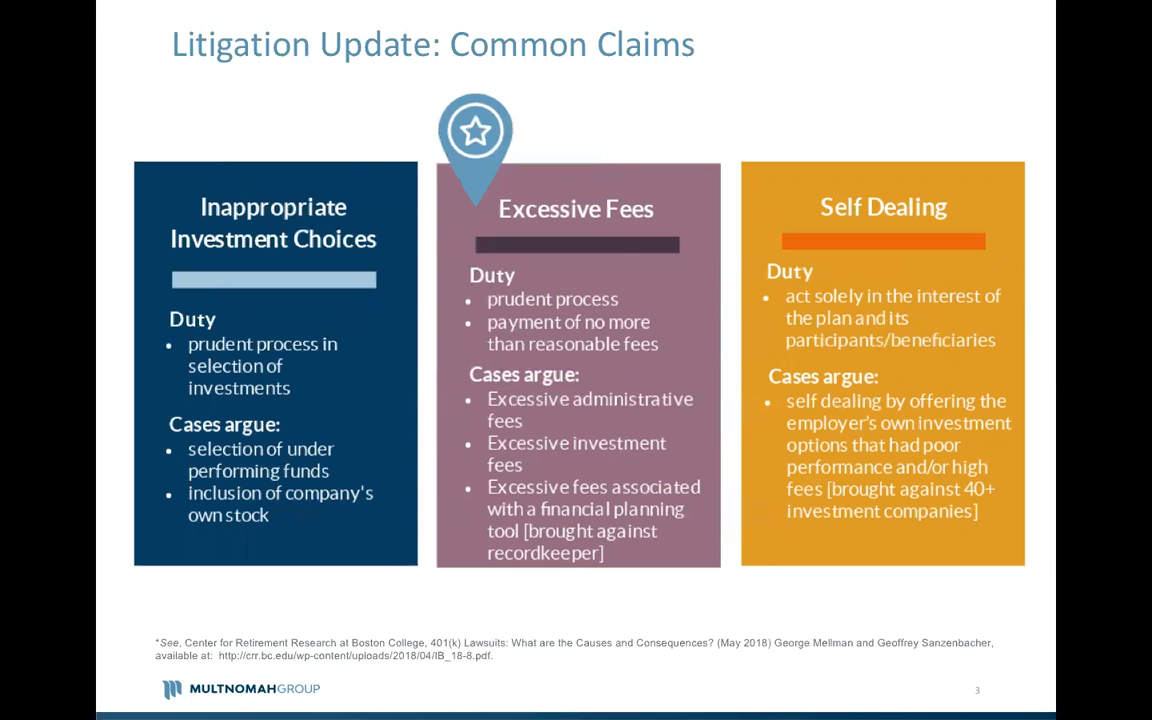 Litigation Update: Common Claims
Inappropriate
Investment Choices
Duty
• prudent process in
selection of
investments
Cases argue:
• selection of under
performing funds
• inclusion of company's
own stock
Excessive Fees
Duty
• prudent process
• payment of no more
than reasonable fees
Cases argue:
• Excessive administrative
fees
• Excessive investment
fees
• Excessive fees associated
with a financial planning
tool [brought against
recordkeeper]
Self Dealing
Duty
• act solely in the interest of
the plan and its
participants/beneficiaries
Cases argue:
• self dealing by offering the
employer's own investment
options that had poor
performance and/or high
fees [brought against 40+
investment companies]
*See, Center for Retirement Research at Boston College, 401(k) Lawsuits: What are the Causes and Consequences? (May 2018) George Mellman and Geoffrey Sanzenbacher,
available at: http://crr.bc.edu/wp-content/uploads/2018/04/IB_18-8.pdf.
MULTNOMAHGROUP
3